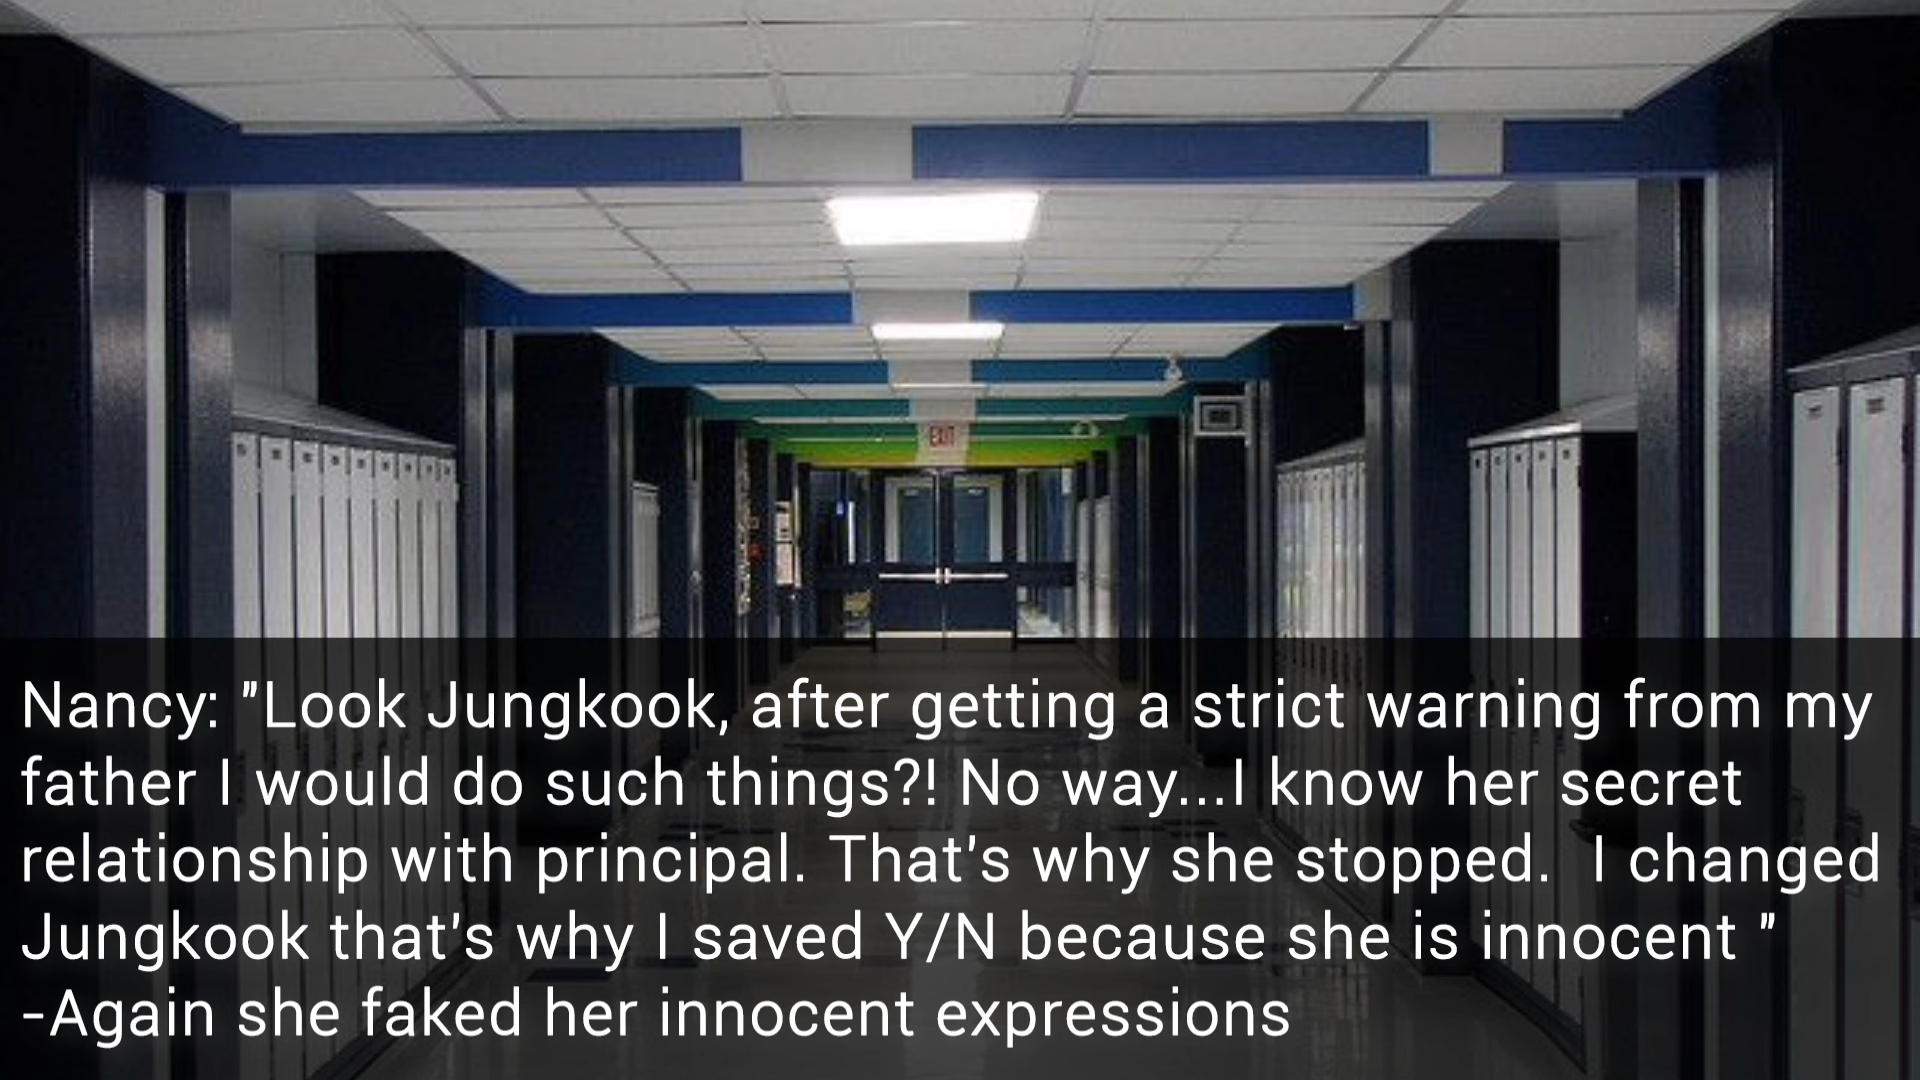 EXIT
Nancy: "Look Jungkook, after getting a strict warning from my
father I would do such things?! No way...I know her secret
relationship with principal. That's why she stopped.  I changed
Jungkook that's why I saved Y/N because she is innocent "
-Again she faked her innocent expressions